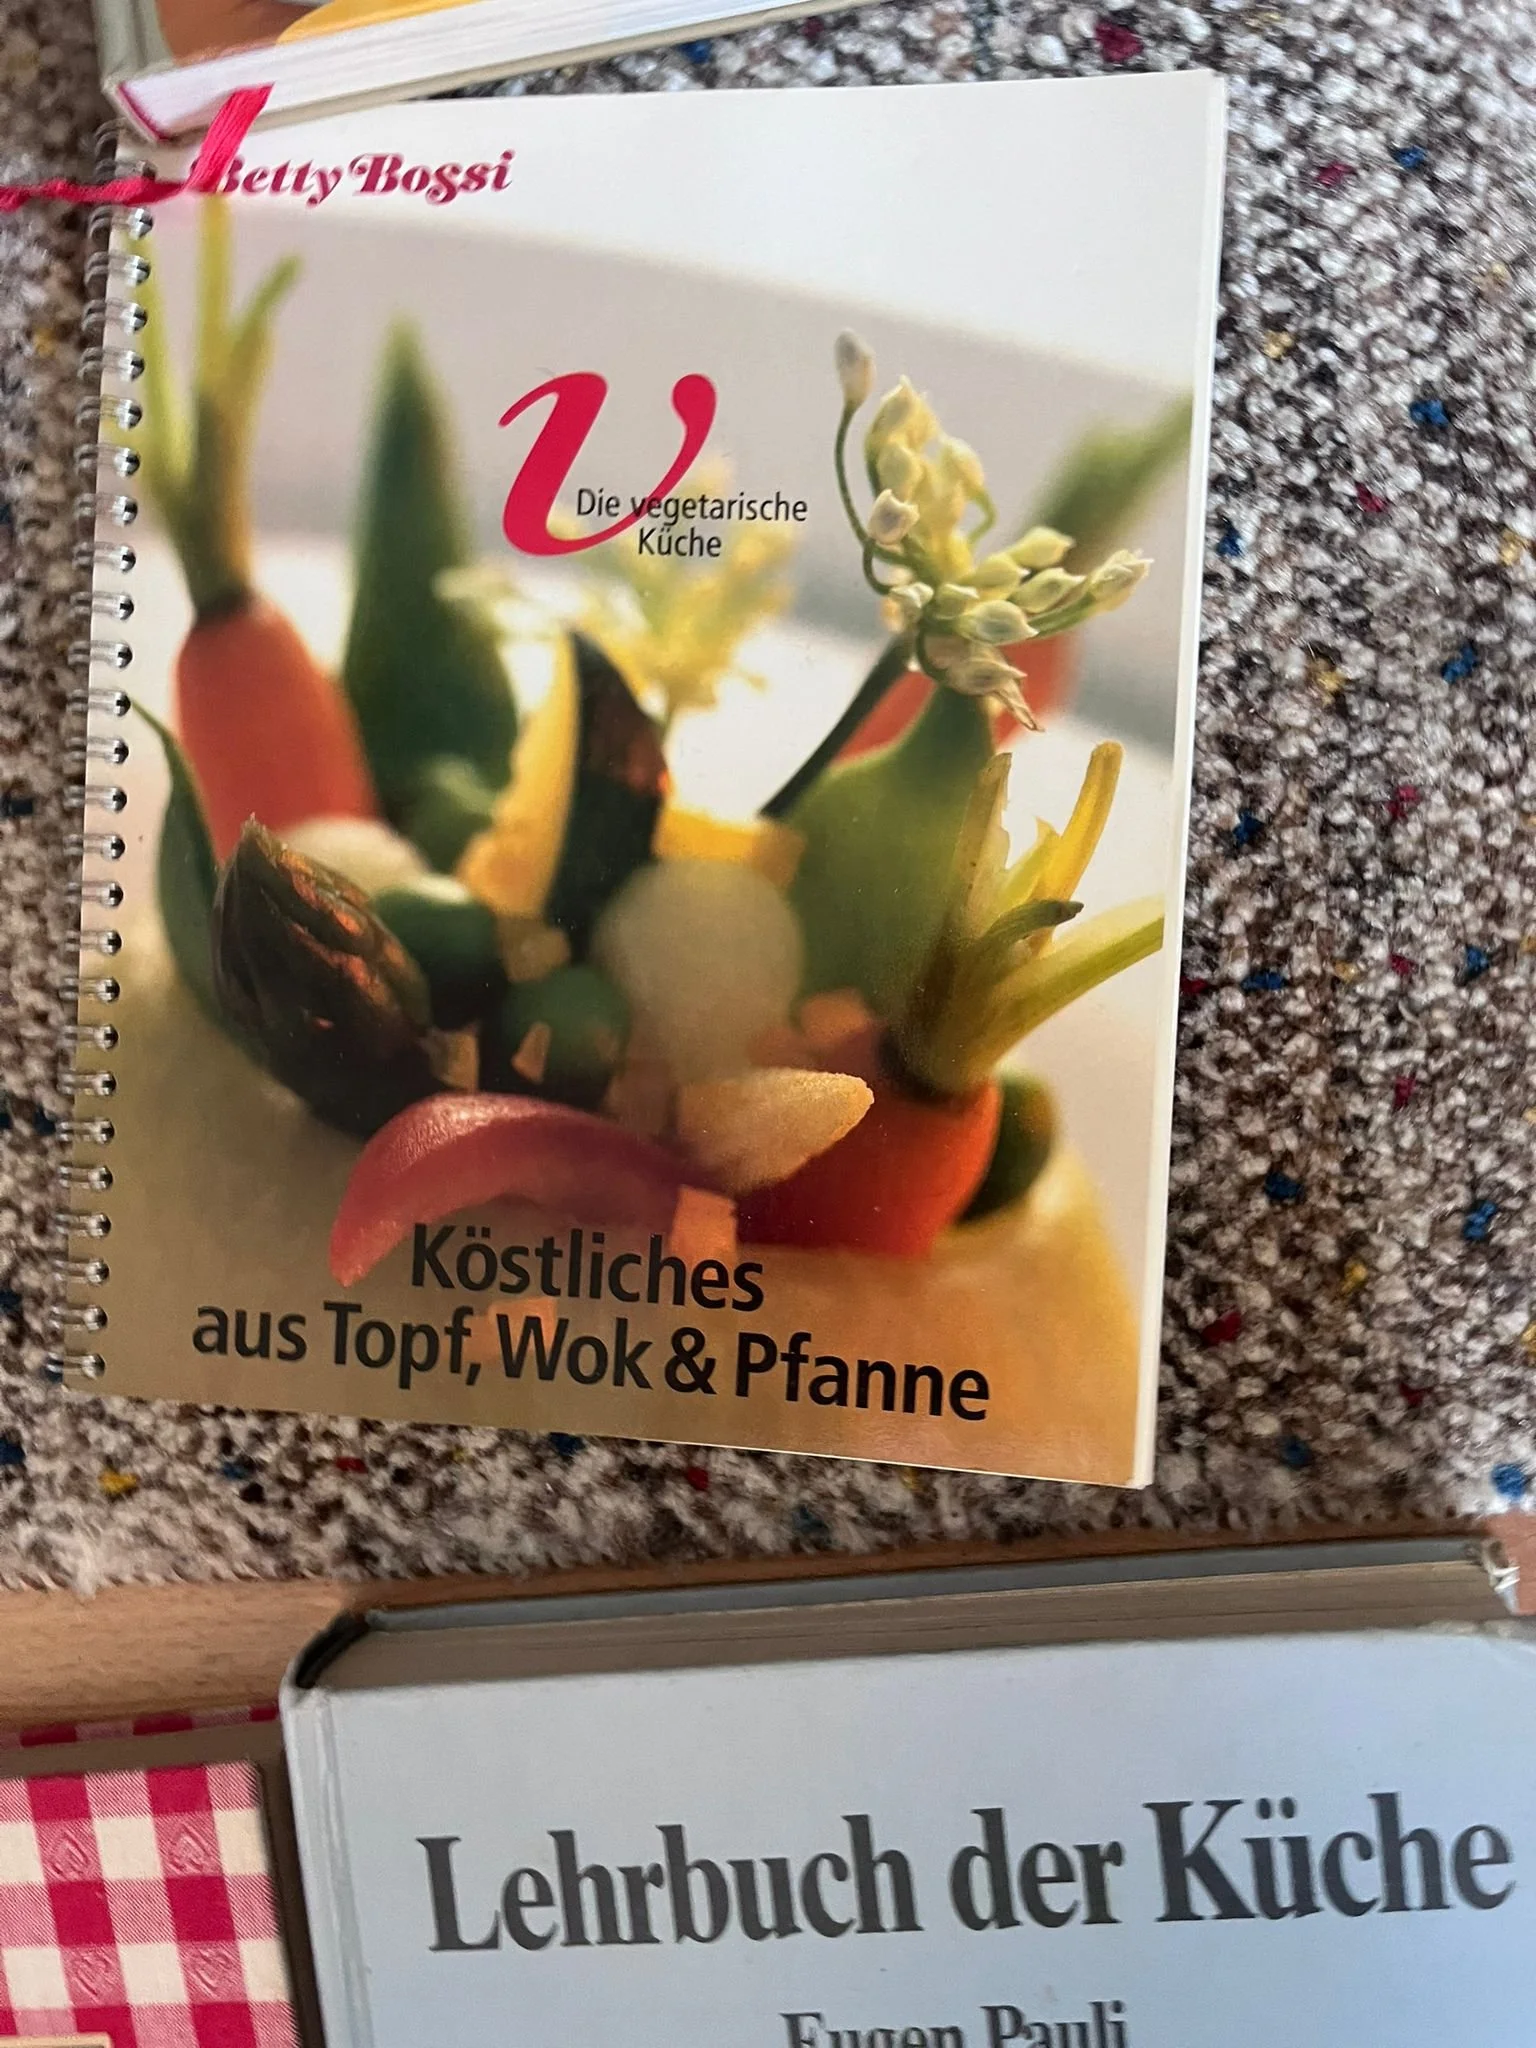 Betty Bossi
v
Die vegetarische
Küche
Köstliches
aus Topf, Wok & Pfanne
Lehrbuch der Küche
Eugen Pauli